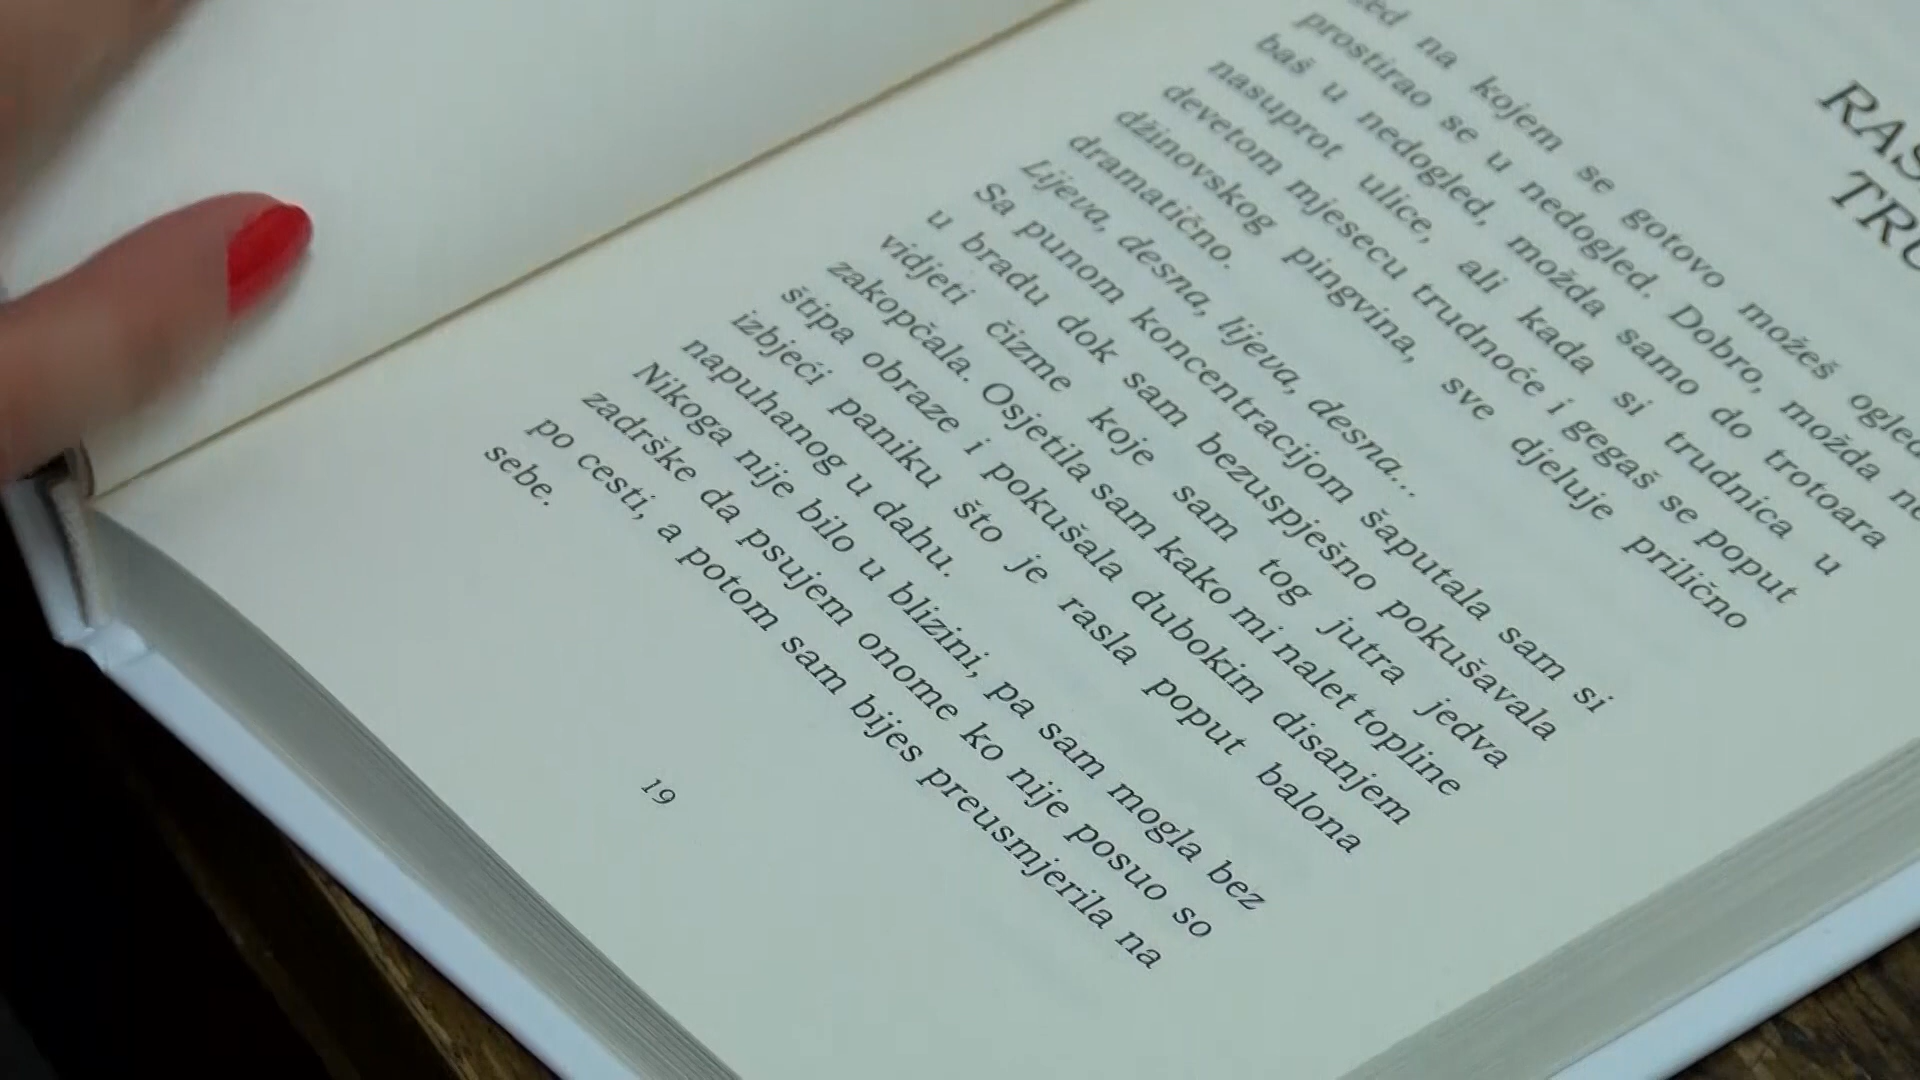 RAS
TRU
na kojem se gotovo možeš ogled
prostirao se u nedogled. Dobro, možda ne
baš u nedogled, možda samo do trotoara
nasuprot ulice, ali kada si trudnica u
devetom mjesecu trudnoće i gegaš se poput
džinovskog pingvina, sve djeluje prilično
dramatično.
Lijeva, desna, lijeva, desna...
Sa punom koncentracijom šaputala sam si
u bradu dok sam bezuspješno pokušavala
vidjeti čizme koje sam tog jutra jedva
zakopčala. Osjetila sam kako mi nalet topline
štipa obraze i pokušala dubokim disanjem
izbjeći paniku što je rasla poput balona
napuhanog u dahu.
Nikoga nije bilo u blizini, pa sam mogla bez
zadrške da psujem onome ko nije posuo so
po cesti, a potom sam bijes preusmjerila na
sebe.
19